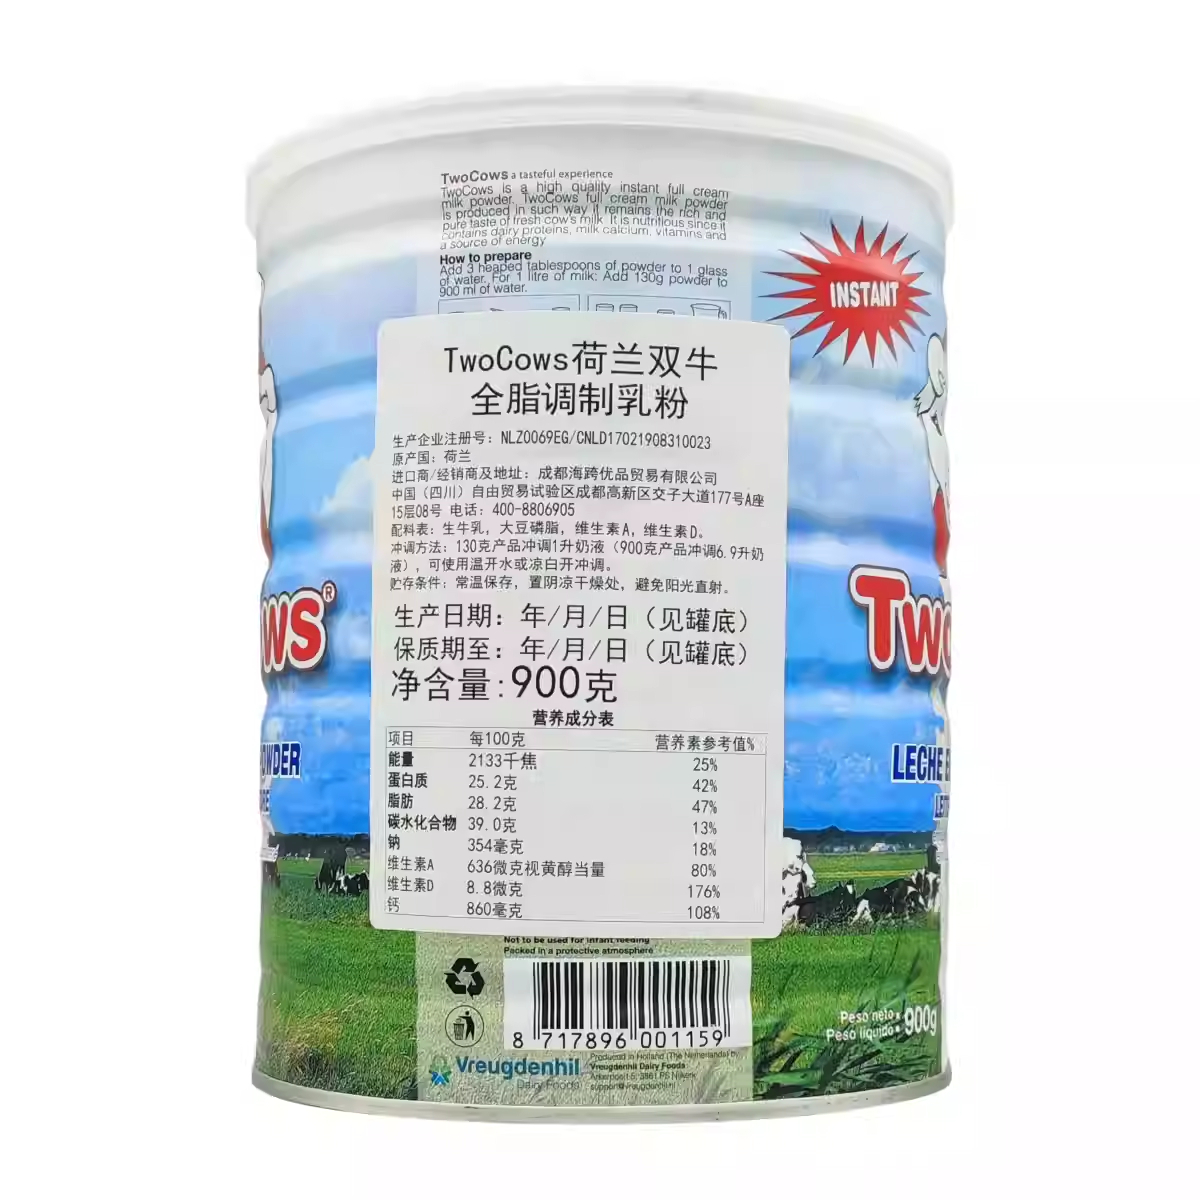 TwoCows a tasteful experience
TwoCows is a high quality instant full cream
milk powder. TwoCows full cream milk powder
is produced in such way it remains the rich and
pure taste of fresh cow's milk. It is nutritious since it
contains dairy proteins, milk calcium, vitamins and
a source of energy
How to prepare
Add 3 heaped tablespoons of powder to 1 glass
of water. For 1 litre of milk: Add 130g powder to
900 ml of water.
INSTANT
TwoCows荷兰双牛
全脂调制乳粉
生产企业注册号：NLZ0069EG/CNLD17021908310023
原产国：荷兰
进口商/经销商及地址：成都海跨优品贸易有限公司
中国（四川）自由贸易试验区成都高新区交子大道177号A座
15层08号 电话：400-8806905
配料表：生牛乳，大豆磷脂，维生素A，维生素D。
冲调方法：130克产品冲调1升奶液（900克产品冲调6.9升奶
液），可使用温开水或凉白开冲调。
贮存条件：常温保存，置阴凉干燥处，避免阳光直射。
生产日期：年/月/日（见罐底）
保质期至：年/月/日（见罐底）
净含量:900克
营养成分表
项目 每100克 营养素参考值%
能量 2133千焦 25%
蛋白质 25.2克 42%
脂肪 28.2克 47%
碳水化合物 39.0克 13%
钠 354毫克 18%
维生素A 636微克视黄醇当量 80%
维生素D 8.8微克 176%
钙 860毫克 108%
ws®
OWDER
Two
LECHE E
Not to be used for infant feeding
Packed in a protective atmosphere
8 717896 001159
Peso neto
Peso líquido 900g
Vreugdenhil
Dairy Foods
Produced in Holland (The Netherlands) by
Vreugdenhil Dairy Foods
Arkerpoort 5, 3861 PS Nijkerk
support@vreugdenhil.nl